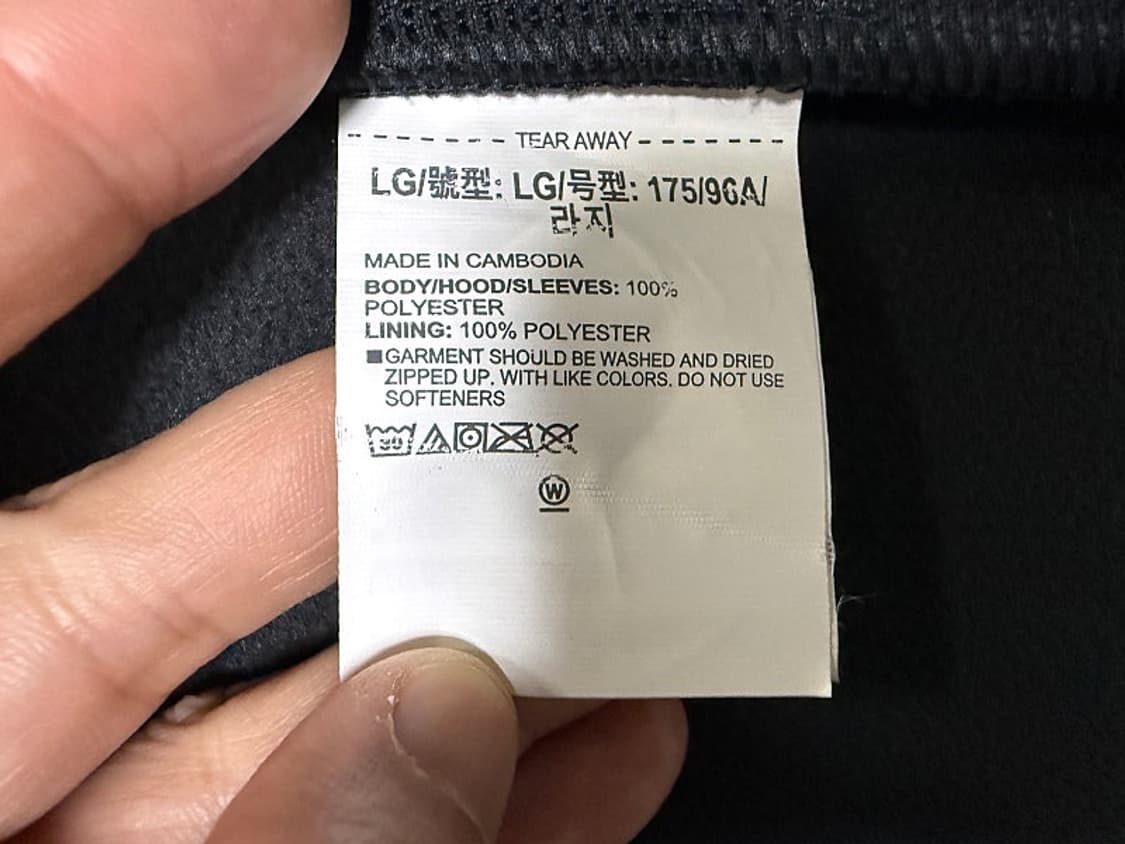 TEAR AWAY
LG/號型: LG/号型: 175/96A/
라지
MADE IN CAMBODIA
BODY/HOOD/SLEEVES: 100%
POLYESTER
LINING: 100% POLYESTER
■GARMENT SHOULD BE WASHED AND DRIED
ZIPPED UP. WITH LIKE COLORS. DO NOT USE
SOFTENERS
30
W